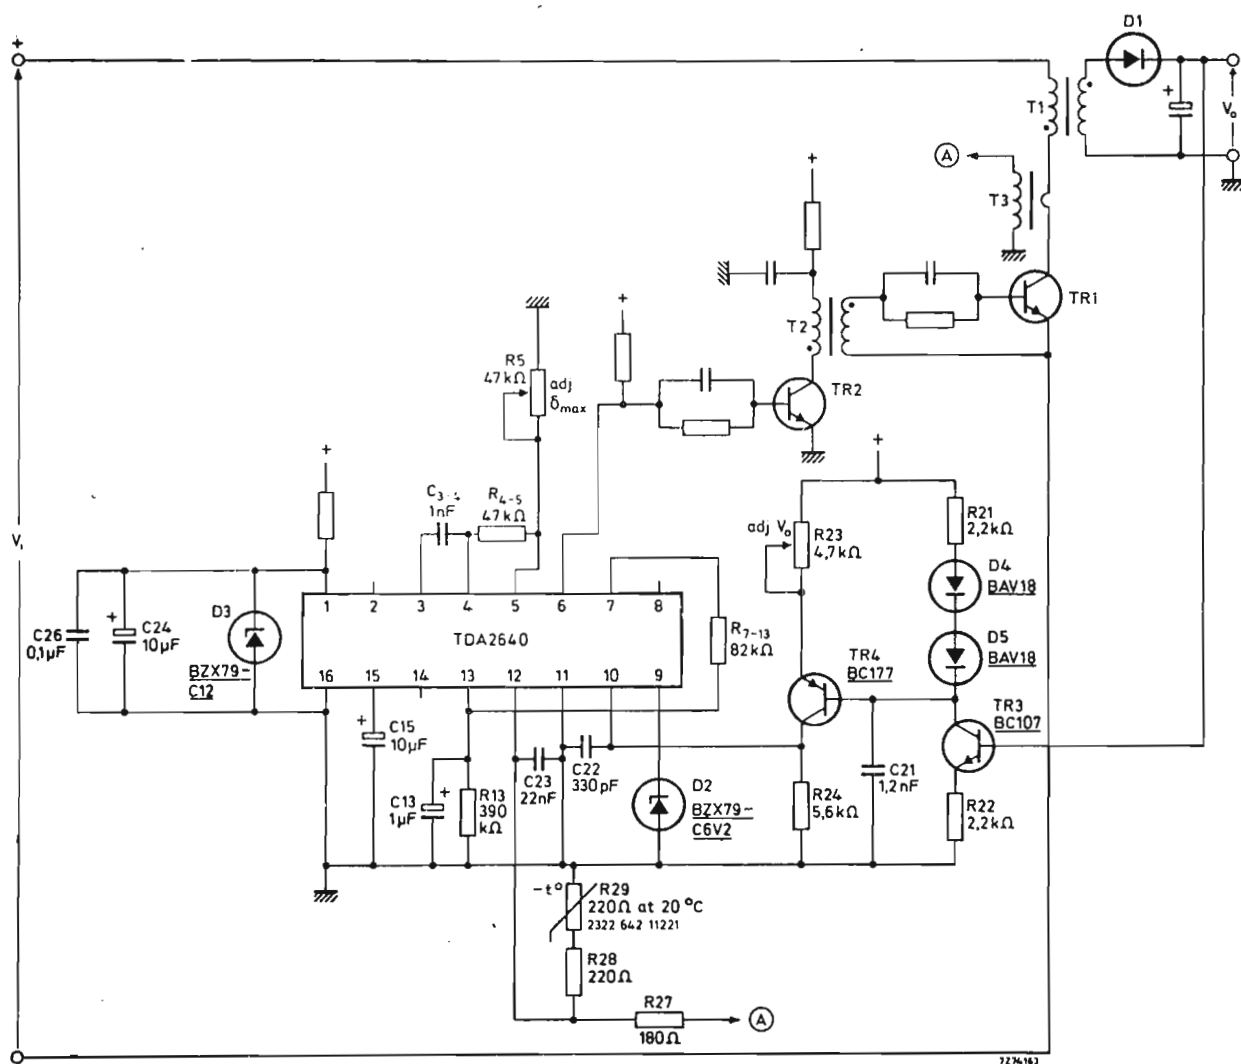 D1
+
+
T1
Vo
A
T3
+
TR1
T2
+
R5
47kΩ
adj
δmax
TR2
+
+
C3-4
1nF
R4-5
47kΩ
adj Vo
R23
4,7kΩ
R21
2,2kΩ
D4
BAV18
Vi
1 2 3 4 5 6 7 8
C26
0,1μF
+
C24
10μF
D3
BZX79-
C12
TDA2640
R7-13
82kΩ
D5
BAV18
TR4
BC177
16 15 14 13 12 11 10 9
TR3
BC107
+
C15
10μF
C13
1μF
+
R13
390
kΩ
C23
22nF
C22
330pF
D2
BZX79-
C6V2
R24
5,6kΩ
C21
1,2nF
R22
2,2kΩ
-t°
R29
220Ω at 20 °C
2322 642 11221
R28
220Ω
R27
180Ω
A
7Z74163